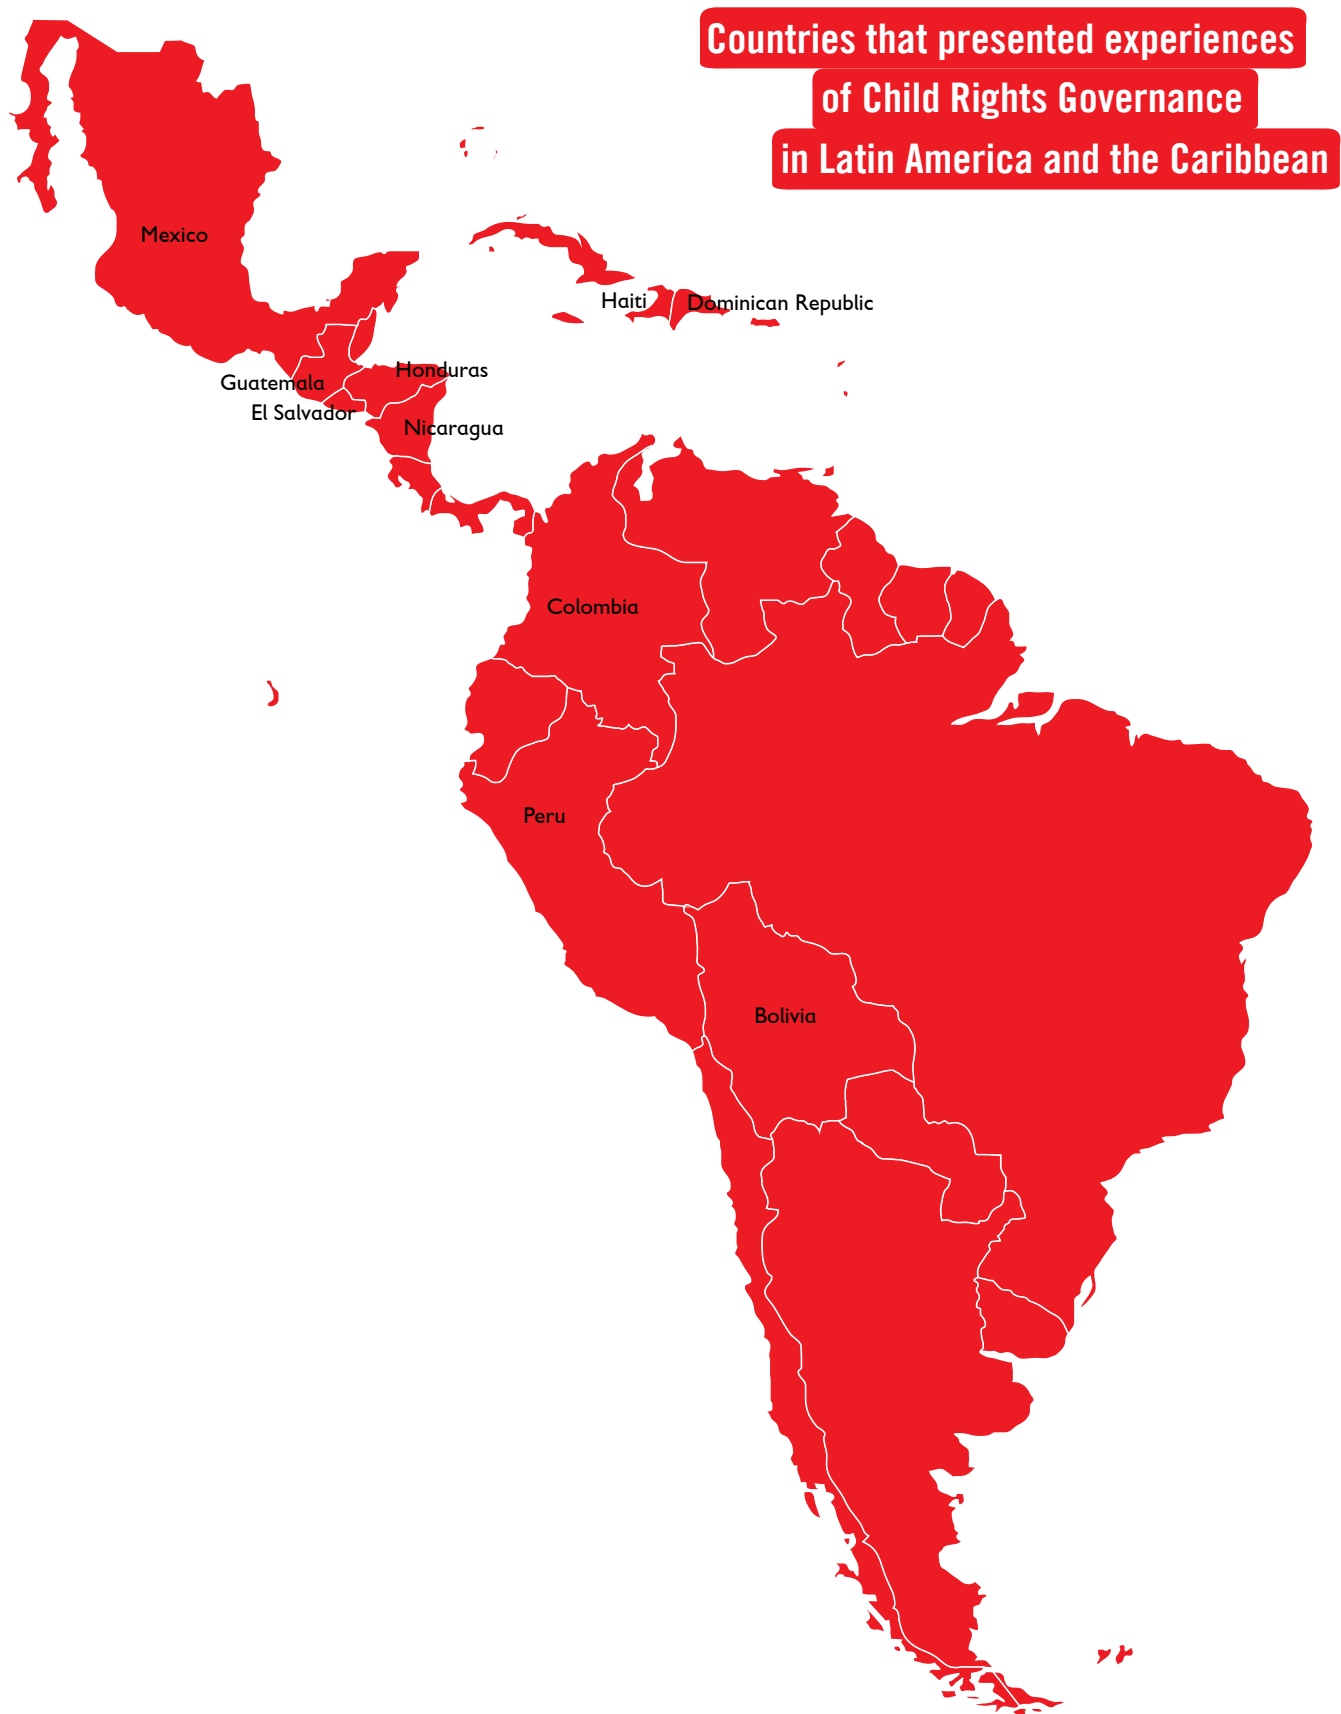 Countries that presented experiences
of Child Rights Governance
in Latin America and the Caribbean
Mexico
Haiti
Dominican Republic
Honduras
Guatemala
El Salvador
Nicaragua
Colombia
Peru
Bolivia